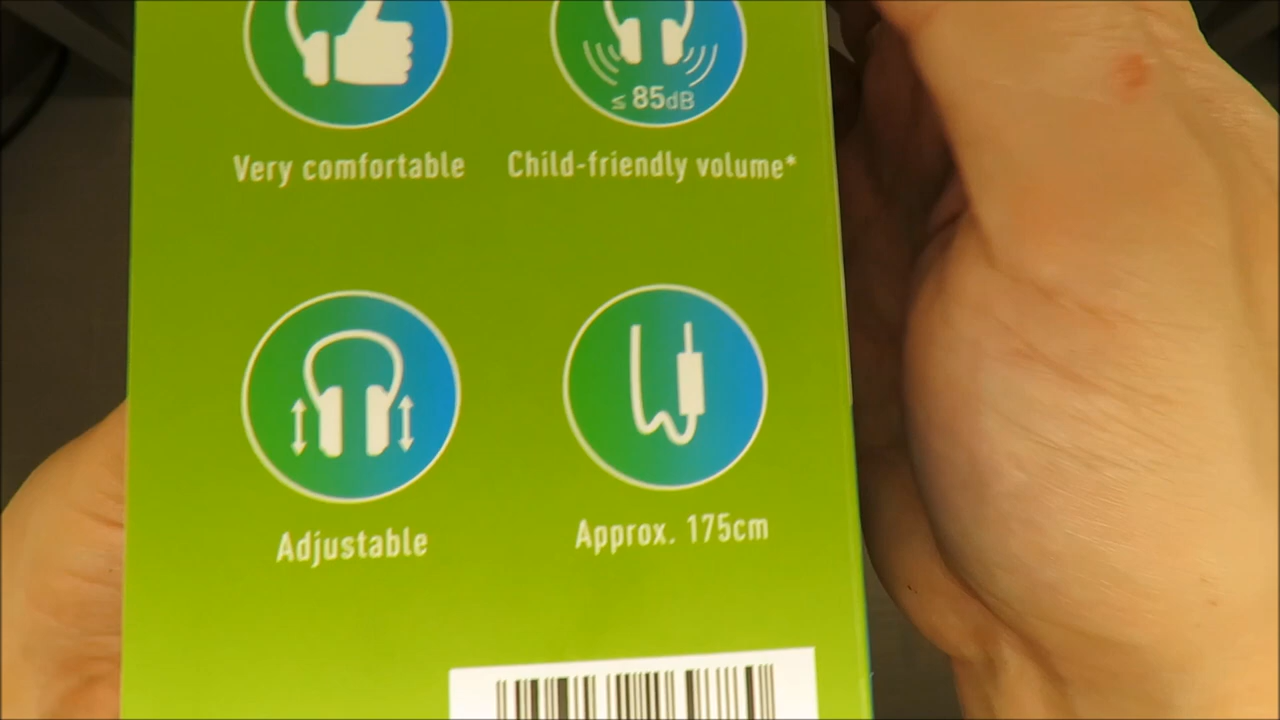 ≤ 85dB
Very comfortable
Child-friendly volume*
Adjustable
Approx. 175cm